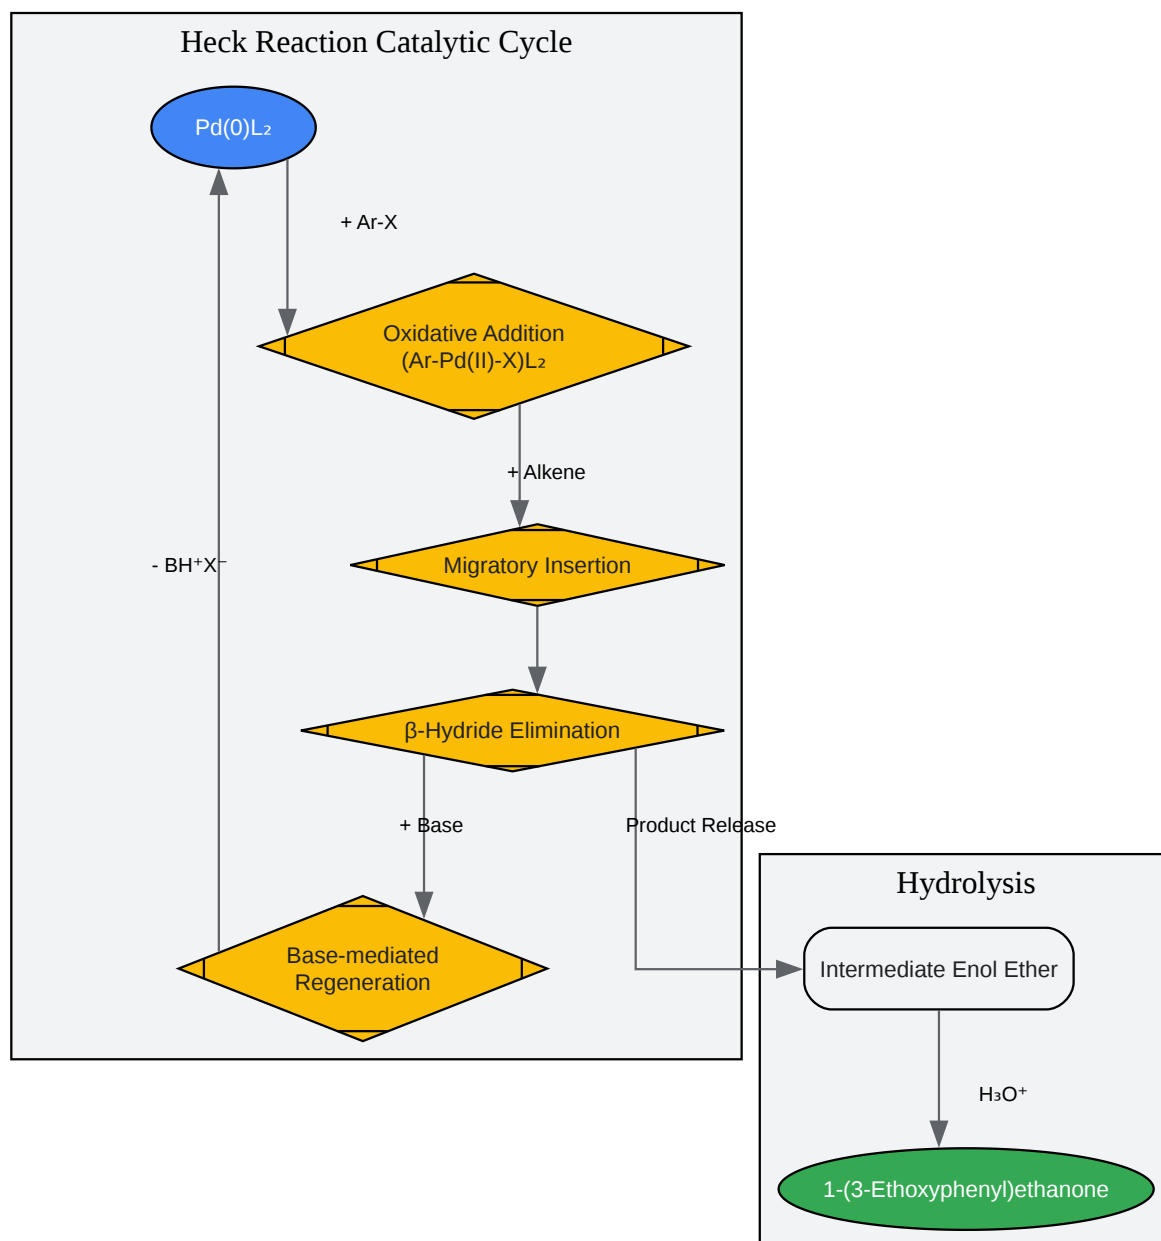 Heck Reaction Catalytic Cycle
Pd(0)L₂
+ Ar-X
Oxidative Addition
(Ar-Pd(II)-X)L₂
+ Alkene
Migratory Insertion
- BH⁺X⁻
β-Hydride Elimination
+ Base
Product Release
Base-mediated
Regeneration
Hydrolysis
Intermediate Enol Ether
H₃O⁺
1-(3-Ethoxyphenyl)ethanone